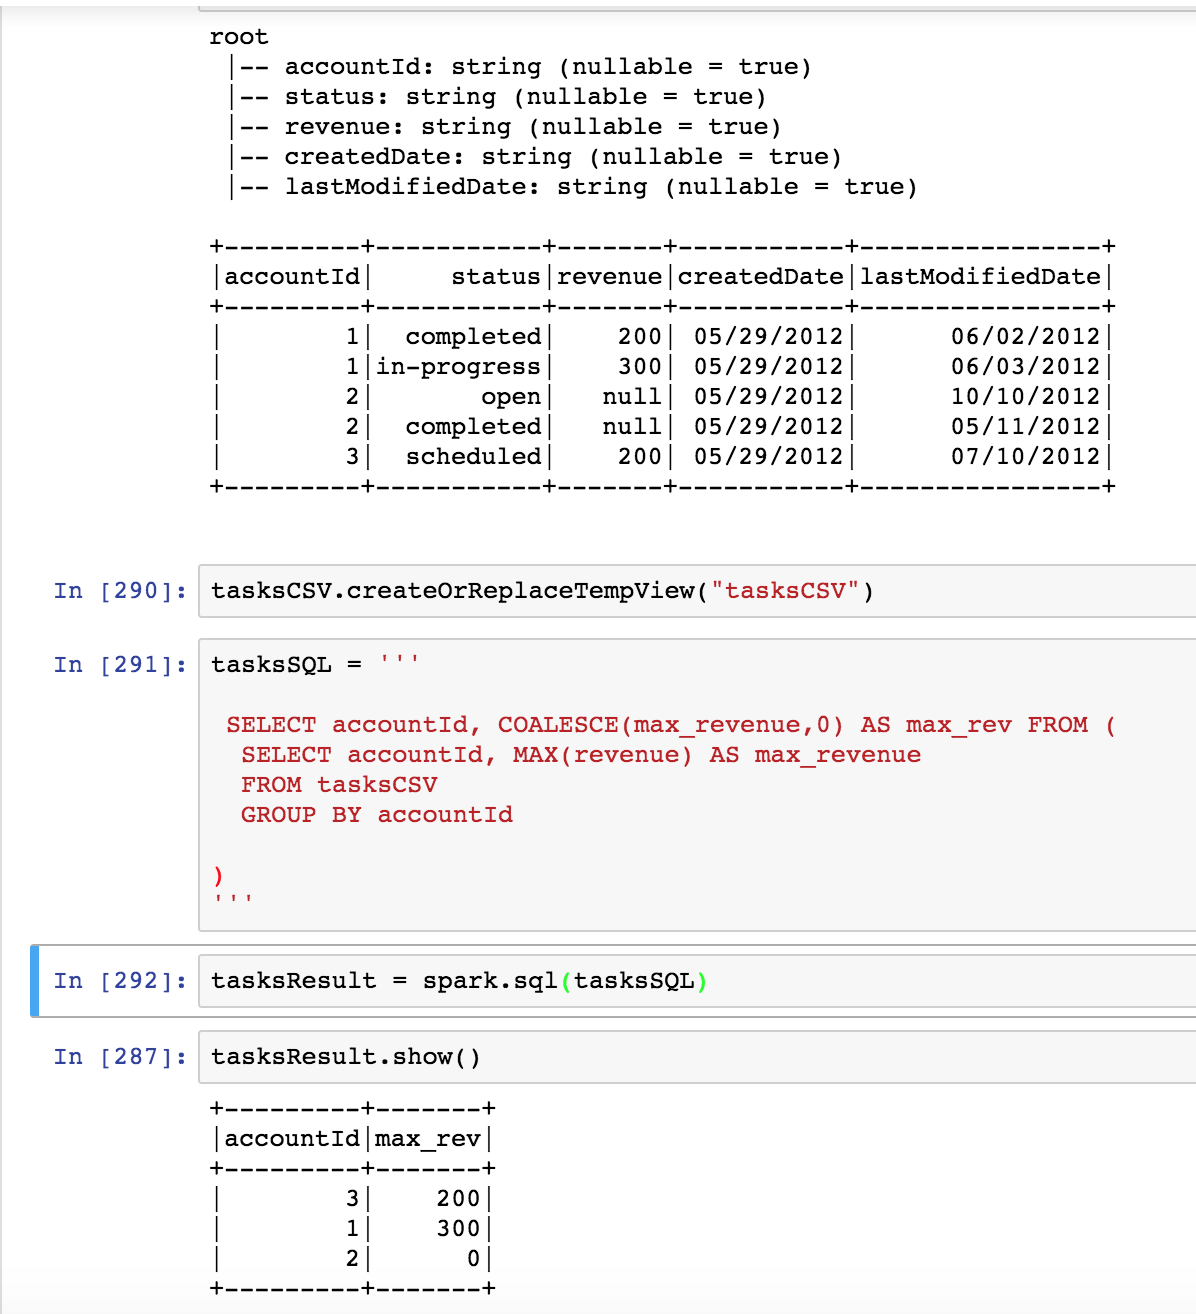 root
 |-- accountId: string (nullable = true)
 |-- status: string (nullable = true)
 |-- revenue: string (nullable = true)
 |-- createdDate: string (nullable = true)
 |-- lastModifiedDate: string (nullable = true)
+---------+-----------+-------+-----------+----------------+
|accountId|     status|revenue|createdDate|lastModifiedDate|
+---------+-----------+-------+-----------+----------------+
|        1|  completed|    200| 05/29/2012|      06/02/2012|
|        1|in-progress|    300| 05/29/2012|      06/03/2012|
|        2|       open|   null| 05/29/2012|      10/10/2012|
|        2|  completed|   null| 05/29/2012|      05/11/2012|
|        3|  scheduled|    200| 05/29/2012|      07/10/2012|
+---------+-----------+-------+-----------+----------------+
In [290]: tasksCSV.createOrReplaceTempView("tasksCSV")
In [291]: tasksSQL = '''
 SELECT accountId, COALESCE(max_revenue,0) AS max_rev FROM (
  SELECT accountId, MAX(revenue) AS max_revenue
  FROM tasksCSV
  GROUP BY accountId
)
'''
In [292]: tasksResult = spark.sql(tasksSQL)
In [287]: tasksResult.show()
+---------+-------+
|accountId|max_rev|
+---------+-------+
|        3|    200|
|        1|    300|
|        2|      0|
+---------+-------+